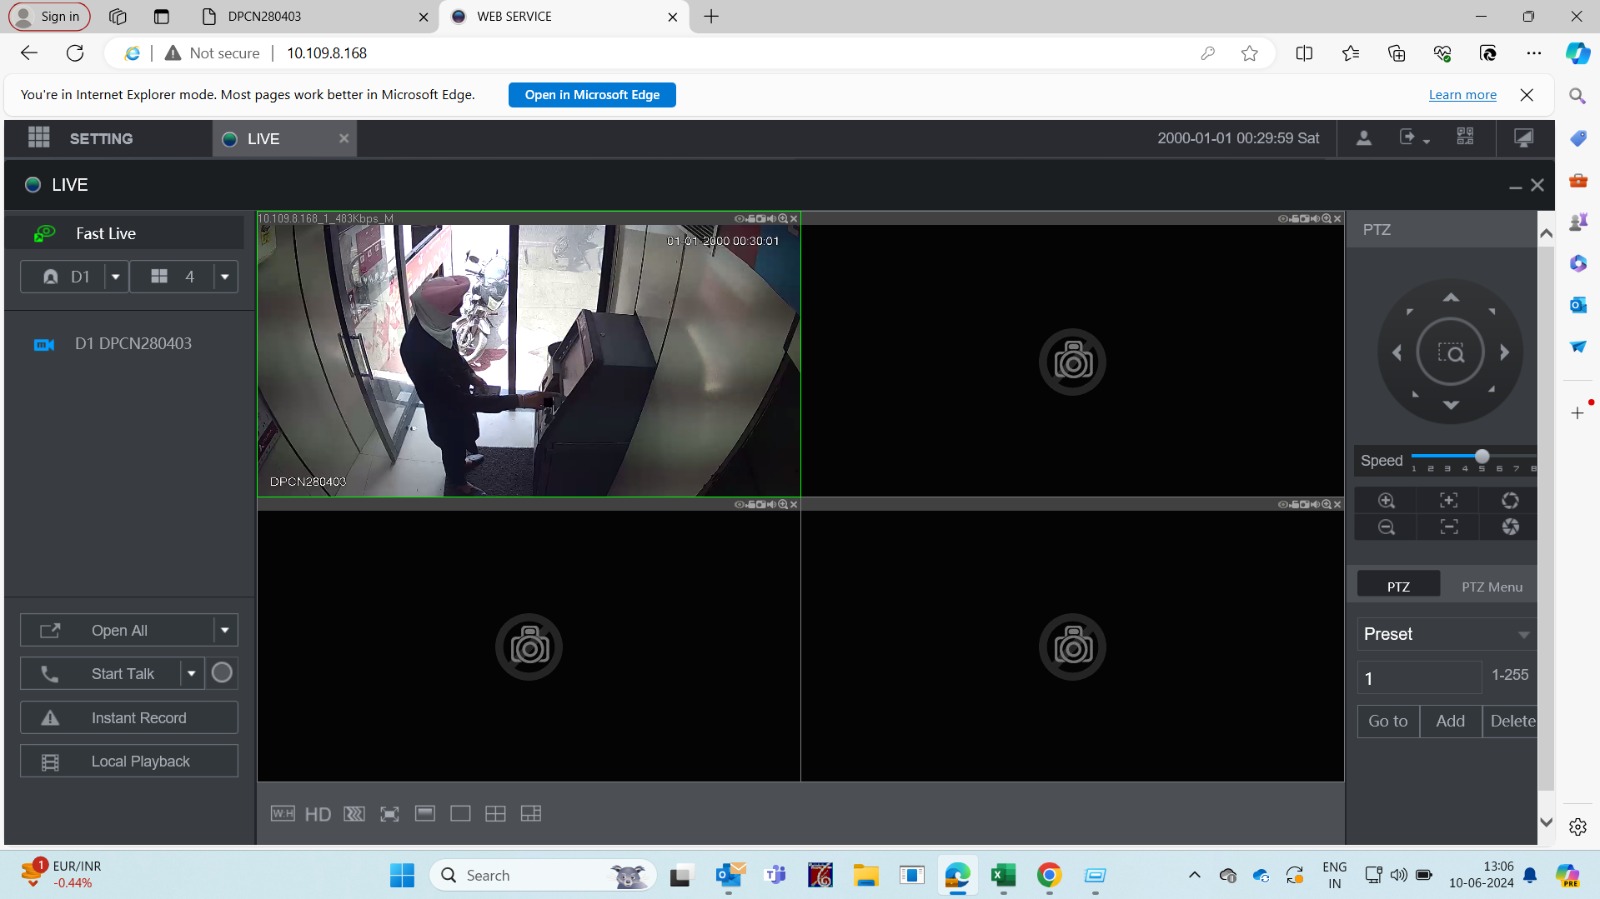 Sign in
DPCN280403
WEB SERVICE
Not secure
10.109.8.168
You're in Internet Explorer mode. Most pages work better in Microsoft Edge.
Open in Microsoft Edge
Learn more
SETTING
LIVE
2000-01-01 00:29:59 Sat
LIVE
Fast Live
D1
4
D1 DPCN280403
10.109.8.168_1_483Kbps_M
01-01-2000 00:30:01
DPCN280403
PTZ
Speed
1 2 3 4 5 6 7 8
PTZ
PTZ Menu
Preset
1
1-255
Go to
Add
Delete
Open All
Start Talk
Instant Record
Local Playback
W:H
HD
1
EUR/INR
-0.44%
Search
ENG
IN
13:06
10-06-2024
PRE